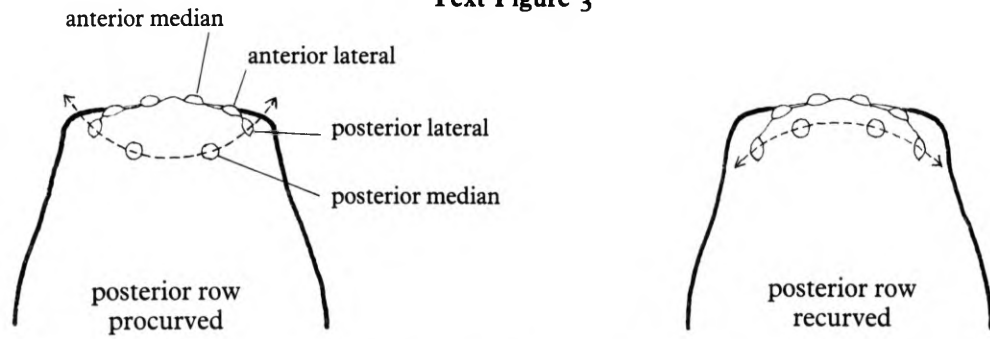 Text Figure 3
anterior median
anterior lateral
posterior lateral
posterior median
posterior row
procurved
posterior row
recurved